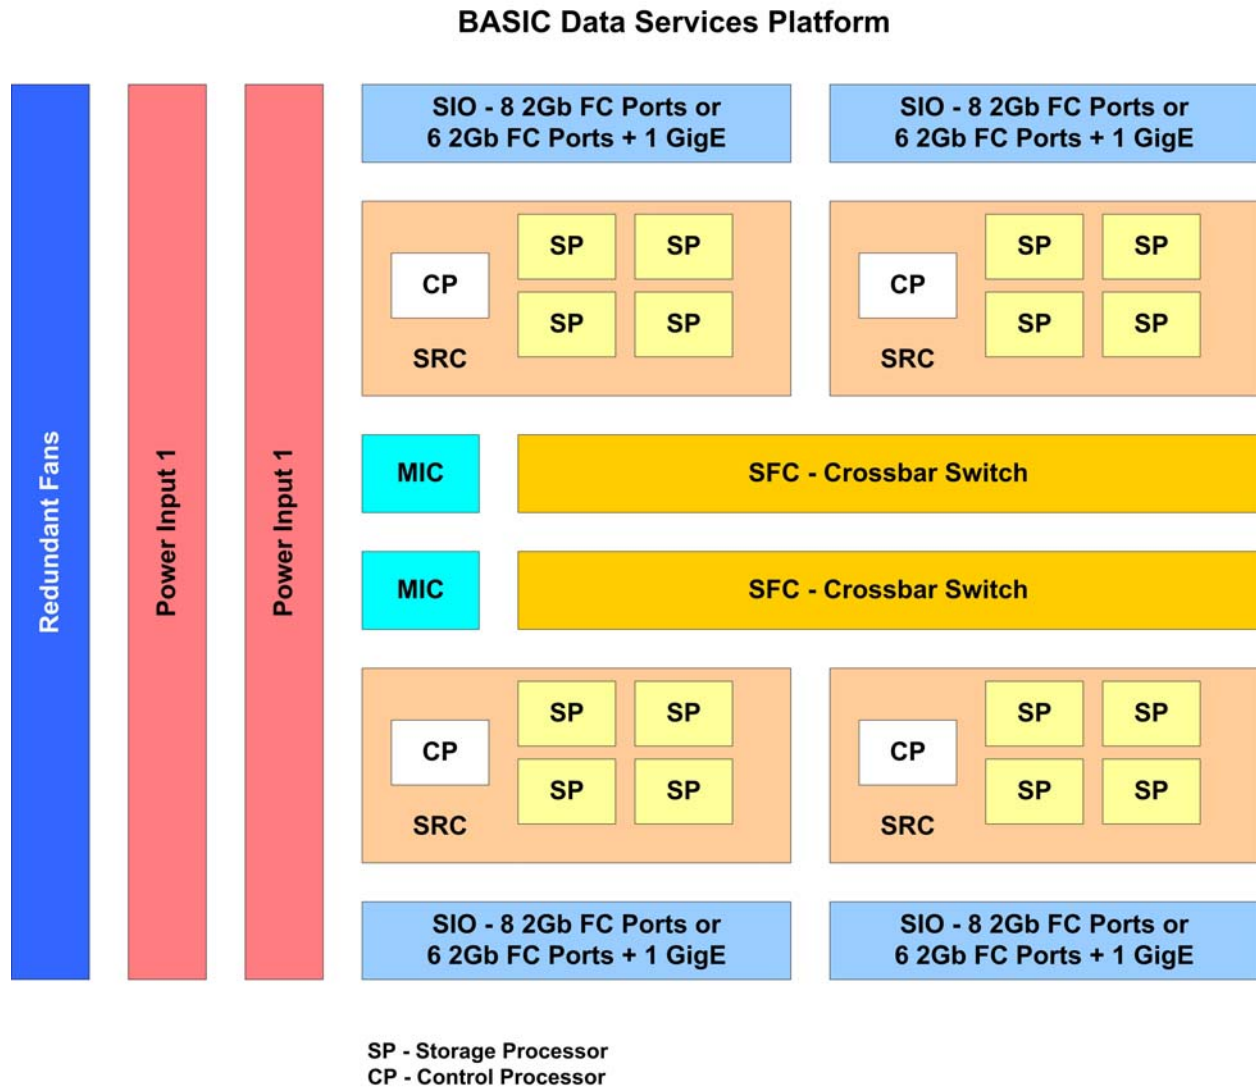 BASIC Data Services Platform
SIO - 8 2Gb FC Ports or
6 2Gb FC Ports + 1 GigE
SIO - 8 2Gb FC Ports or
6 2Gb FC Ports + 1 GigE
Redundant Fans
Power Input 1
Power Input 1
CP
SP SP
SP SP
SRC
CP
SP SP
SP SP
SRC
MIC
SFC - Crossbar Switch
MIC
SFC - Crossbar Switch
CP
SP SP
SP SP
SRC
CP
SP SP
SP SP
SRC
SIO - 8 2Gb FC Ports or
6 2Gb FC Ports + 1 GigE
SIO - 8 2Gb FC Ports or
6 2Gb FC Ports + 1 GigE
SP - Storage Processor
CP - Control Processor